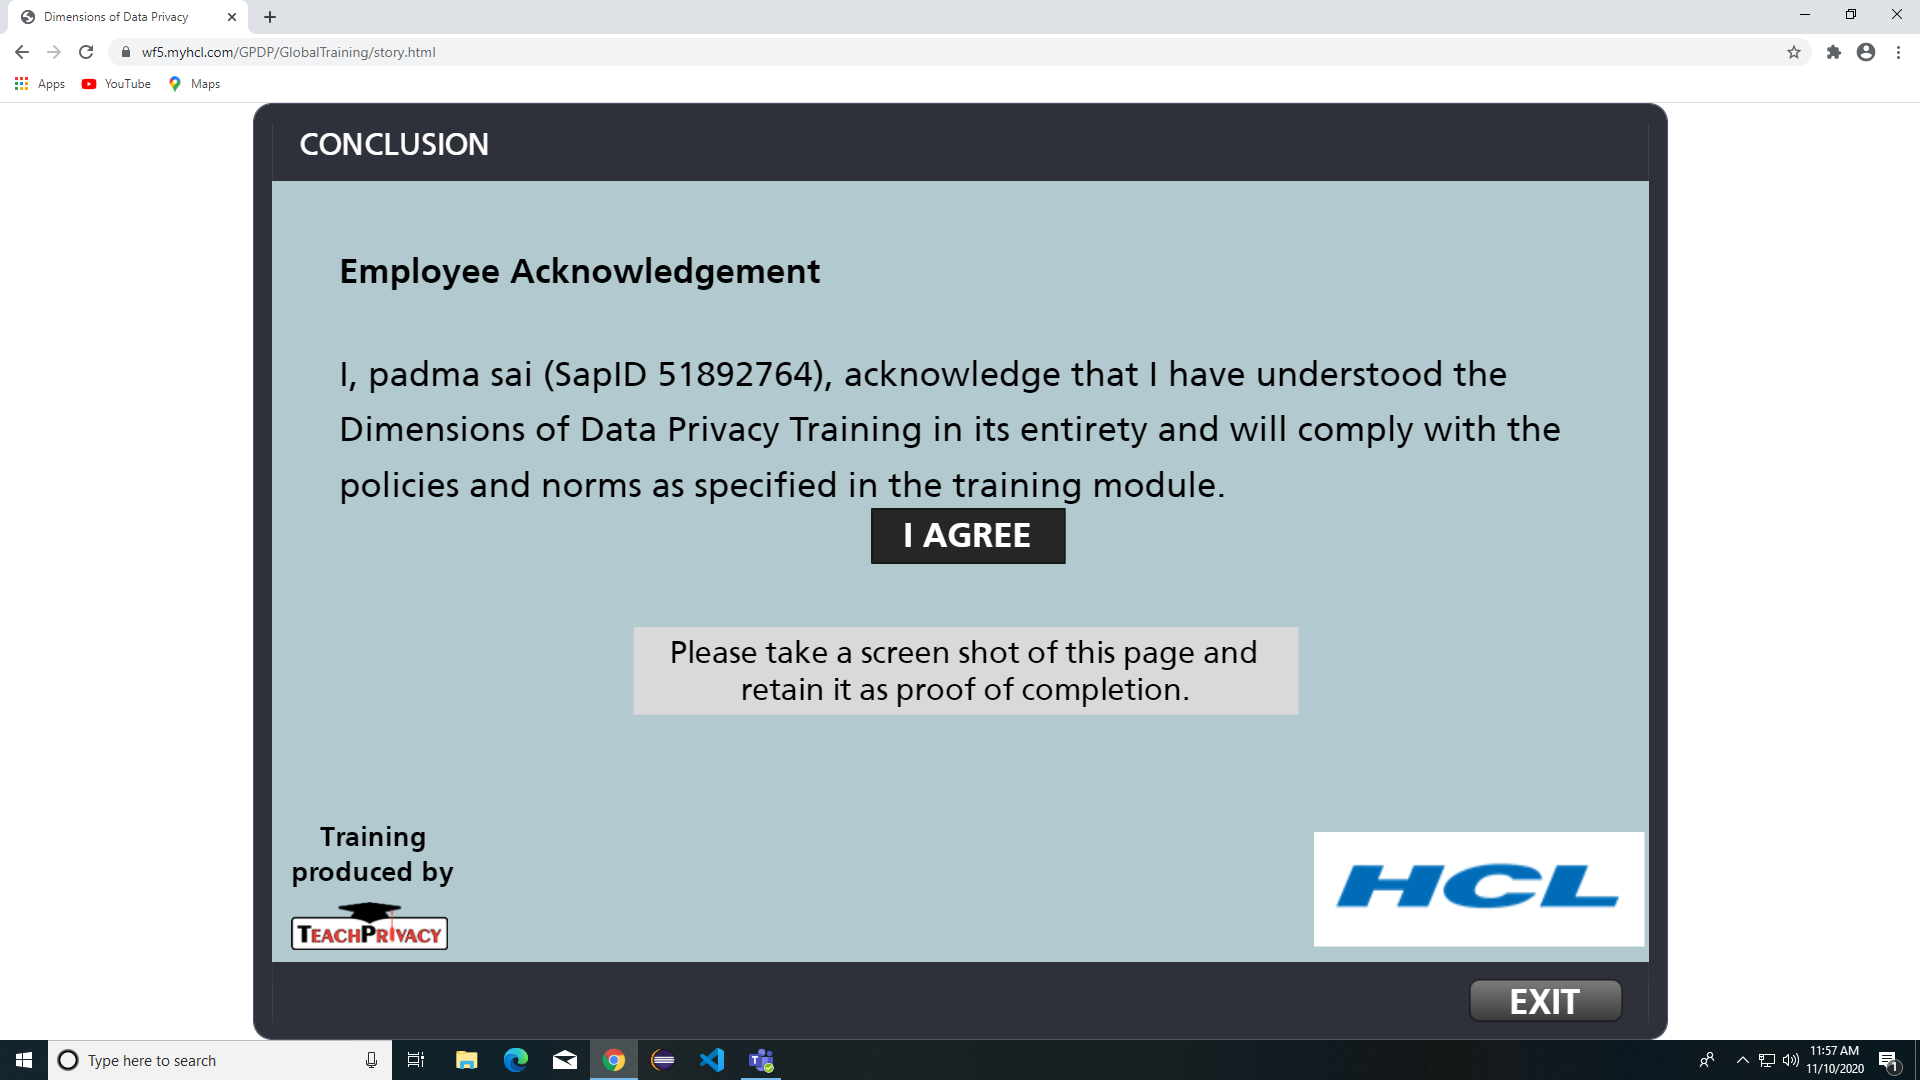 Dimensions of Data Privacy
wf5.myhcl.com/GPDP/GlobalTraining/story.html
Apps YouTube Maps
CONCLUSION
Employee Acknowledgement
I, padma sai (SapID 51892764), acknowledge that I have understood the
Dimensions of Data Privacy Training in its entirety and will comply with the
policies and norms as specified in the training module.
I AGREE
Please take a screen shot of this page and
retain it as proof of completion.
Training
produced by
TEACHPRIVACY
HCL
EXIT
Type here to search
11:57 AM
11/10/2020
1